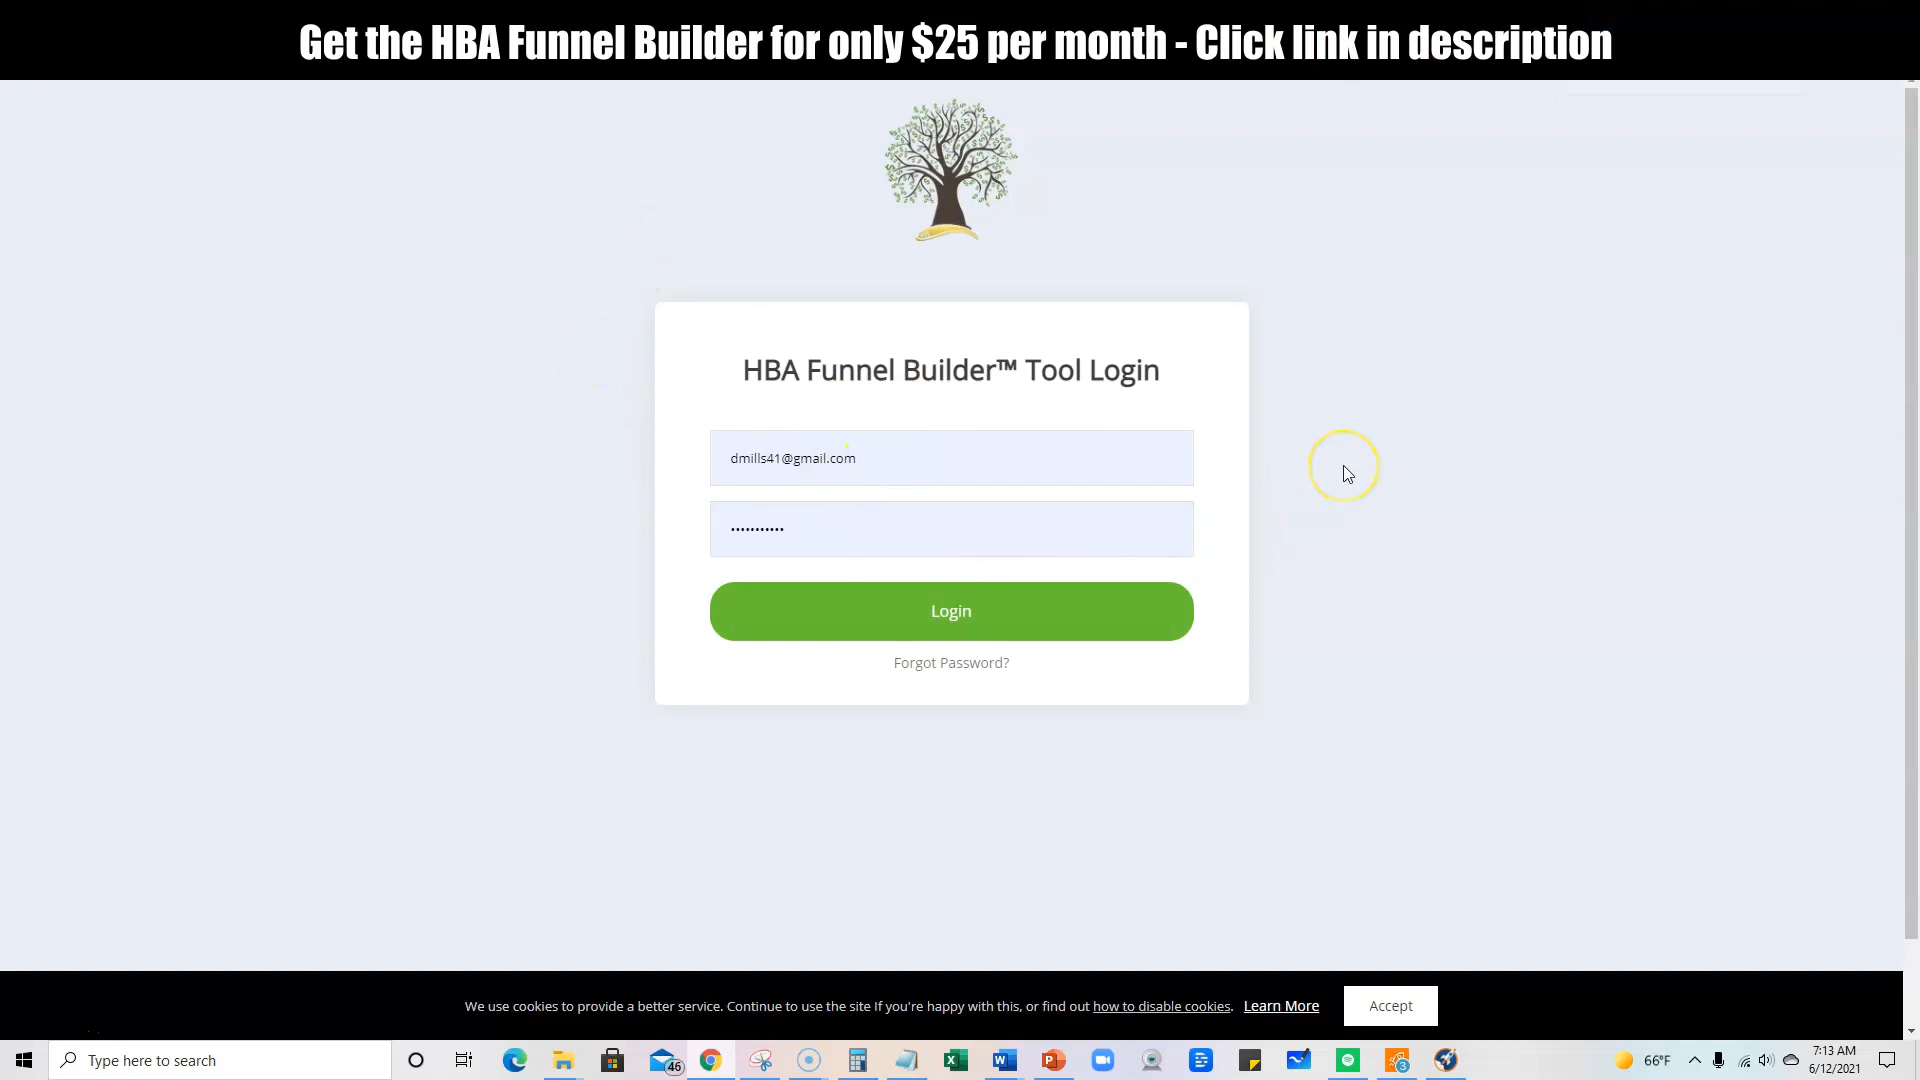 Get the HBA Funnel Builder for only $25 per month - Click link in description
HBA Funnel Builder™ Tool Login
dmills41@gmail.com
•••••••••••
Login
Forgot Password?
We use cookies to provide a better service. Continue to use the site If you're happy with this, or find out how to disable cookies. Learn More
Accept
Type here to search
46
3
66°F
7:13 AM
6/12/2021